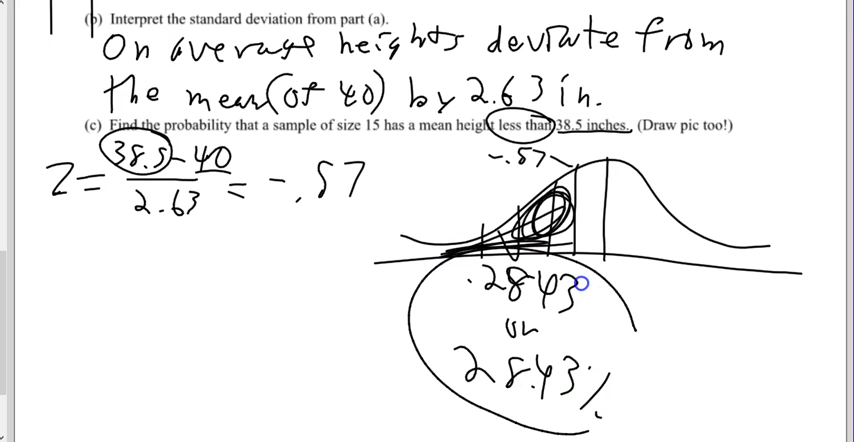 (b) Interpret the standard deviation from part (a).
On average heights deviate from
the mean (of 40) by 2.63 in.
(c) Find the probability that a sample of size 15 has a mean height less than 38.5 inches. (Draw pic too!)
Z = 38.5 - 40
2.63
= -.57
-.57
.2843
or
28.43%